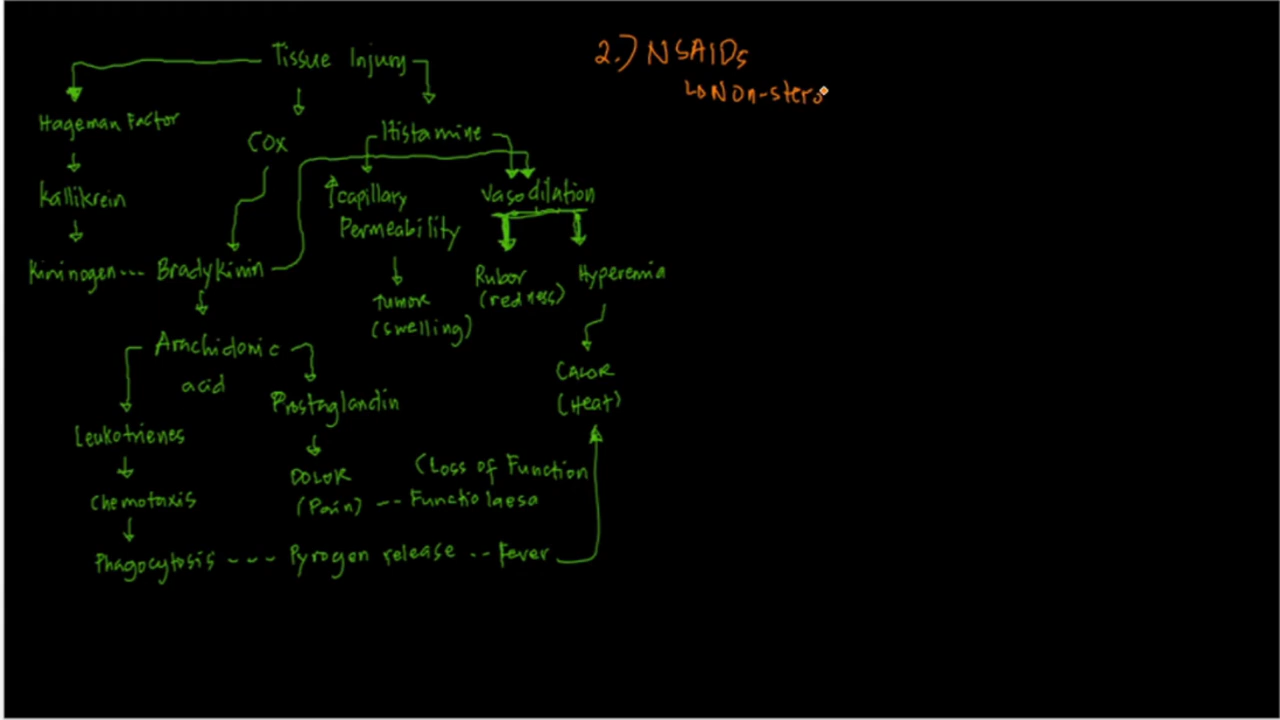 Tissue Injury
2.) NSAIDs
Non-stero
Hageman Factor
COX
Histamine
Kallikrein
↑capillary
Permeability
Vasodilation
Kininogen --- Bradykinin
Rubor
(redness)
Hyperemia
Tumor
(swelling)
Arachidonic
acid
CALOR
(Heat)
Prostaglandin
Leukotrienes
DOLOR
(Pain) -- Functio laesa
(Loss of Function
Chemotaxis
Phagocytosis ---- Pyrogen release -- Fever